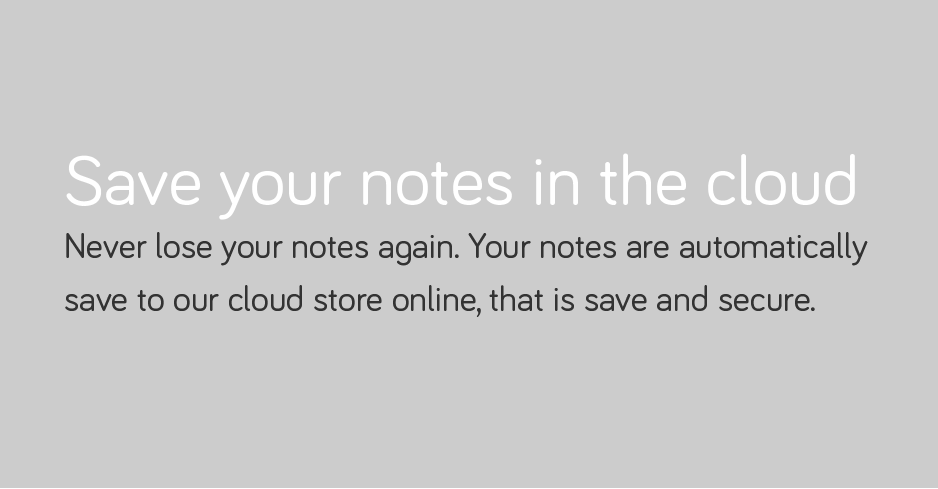 Save your notes in the cloud
Never lose your notes again. Your notes are automatically
save to our cloud store online, that is save and secure.